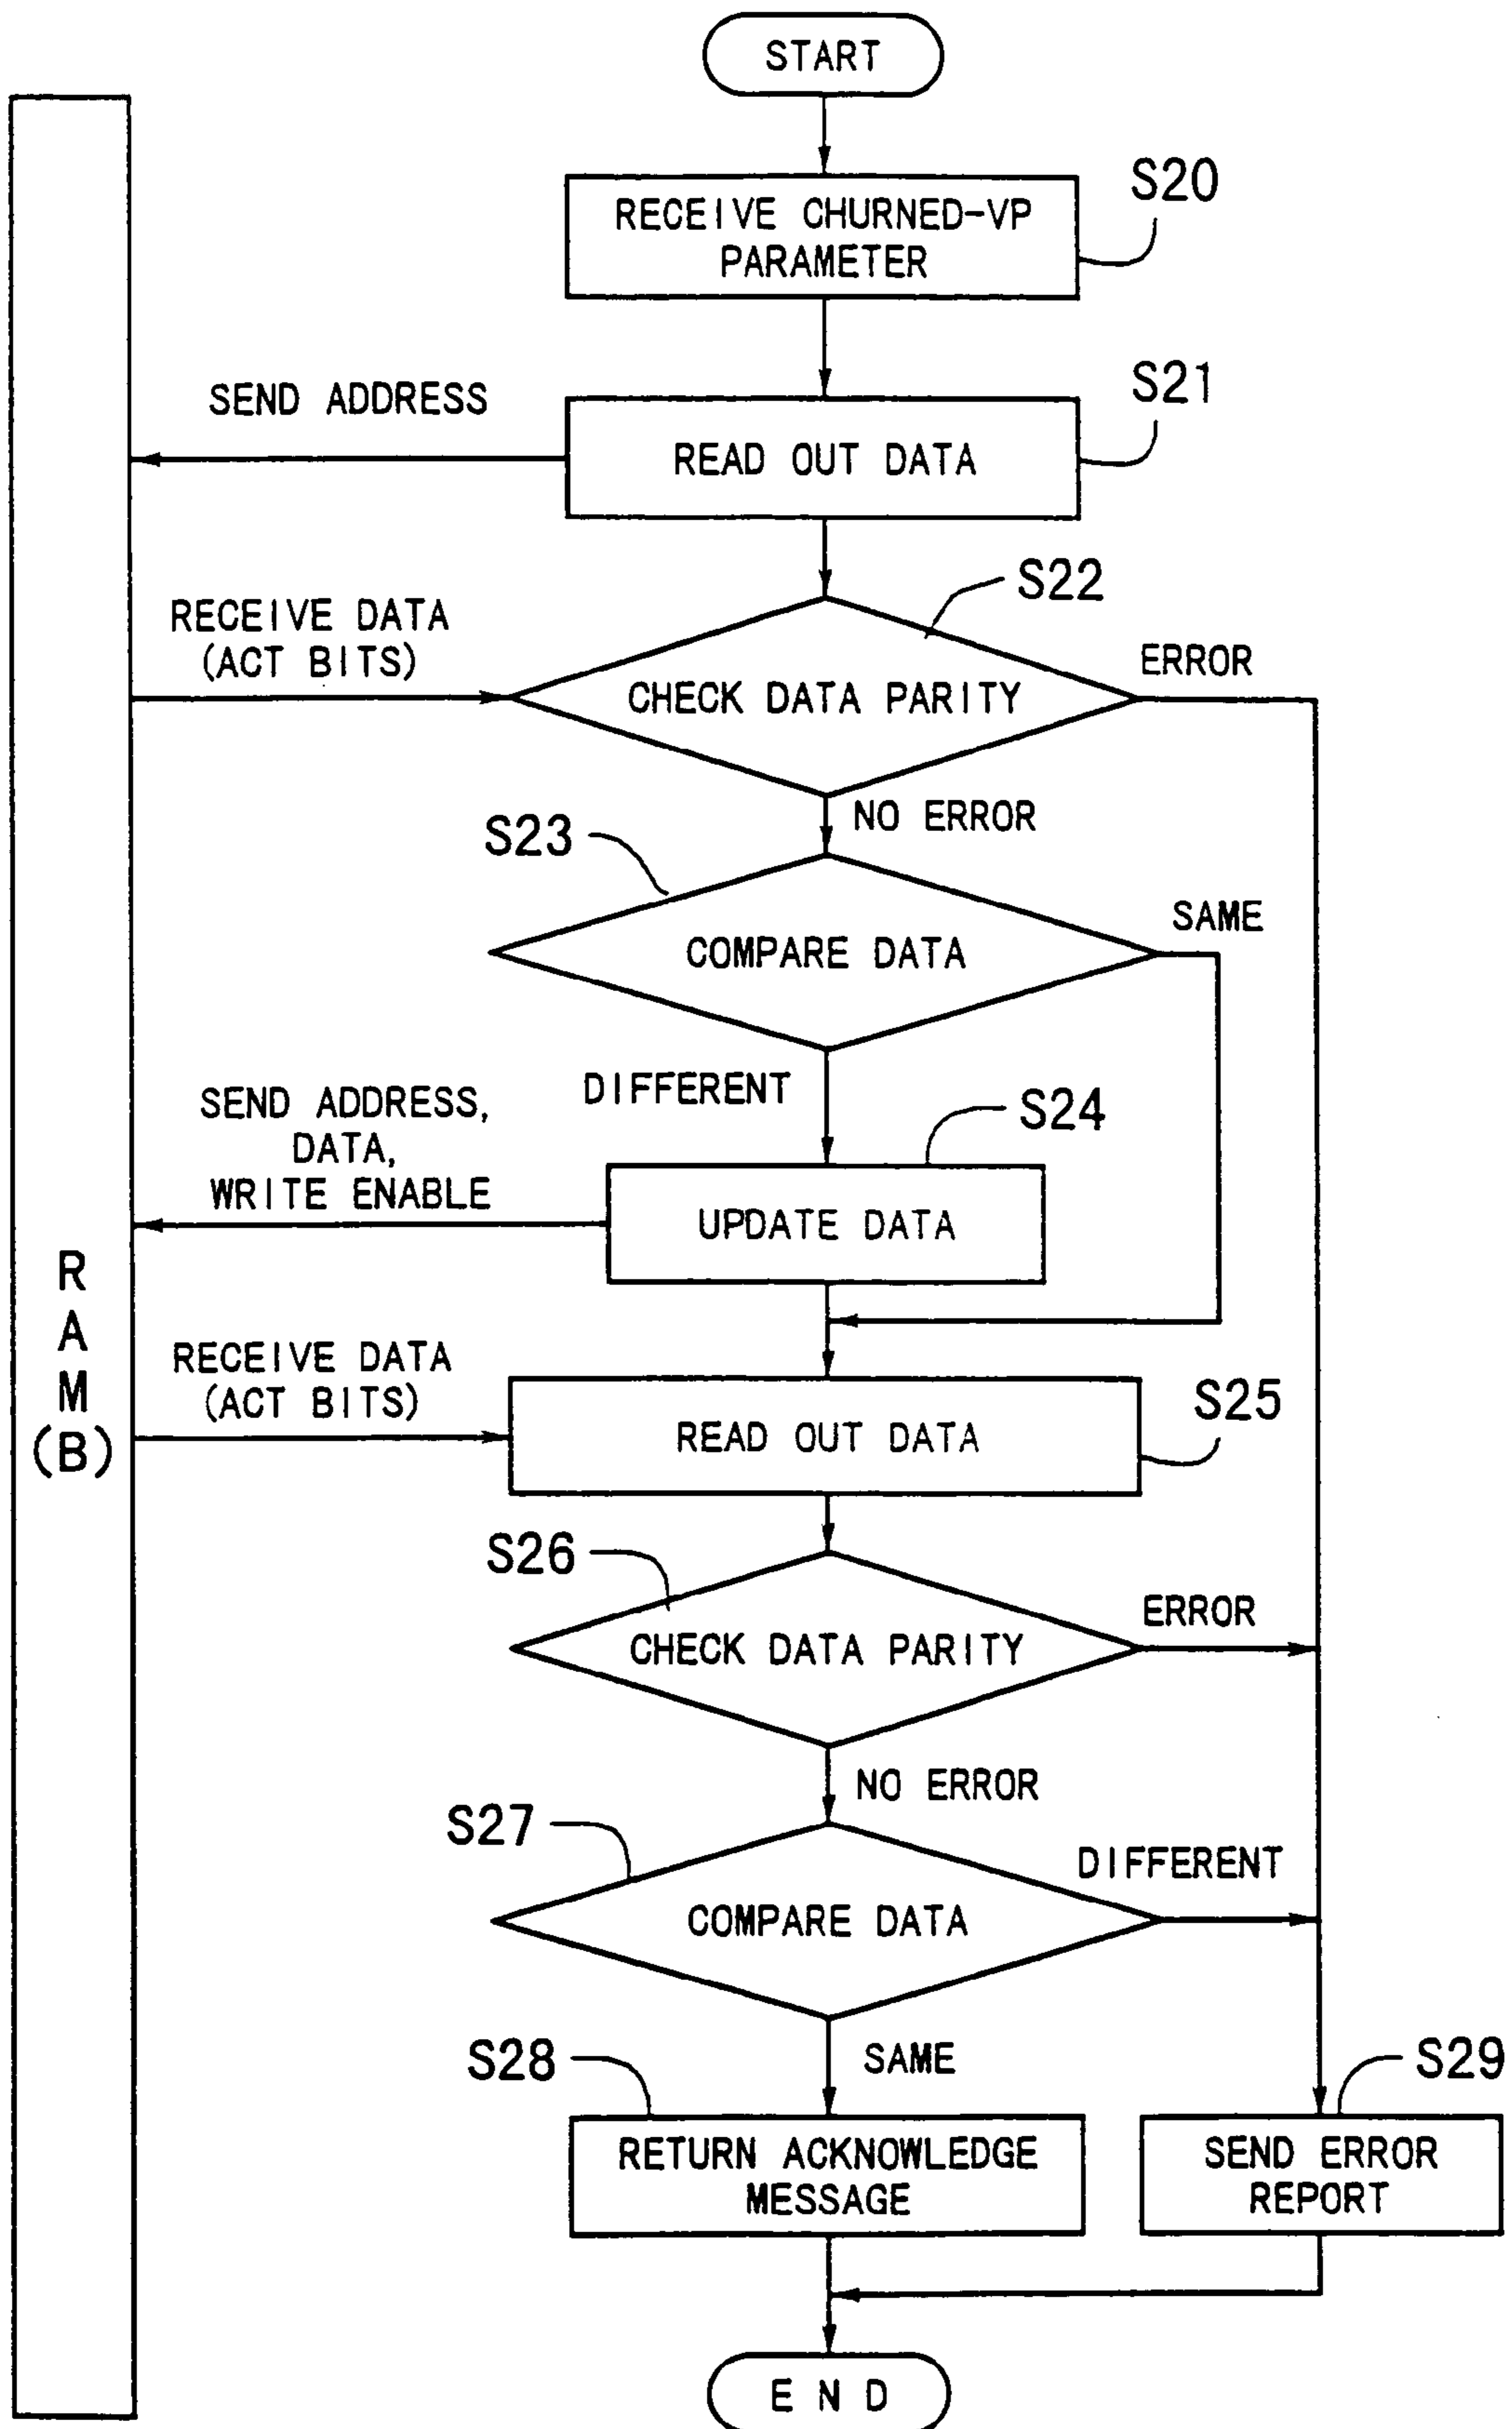 START
S20
RECEIVE CHURNED-VP
PARAMETER
SEND ADDRESS
S21
READ OUT DATA
S22
RECEIVE DATA
(ACT BITS)
ERROR
CHECK DATA PARITY
NO ERROR
S23
SAME
COMPARE DATA
DIFFERENT
SEND ADDRESS,
DATA,
WRITE ENABLE
S24
UPDATE DATA
R
A
M
(B)
RECEIVE DATA
(ACT BITS)
S25
READ OUT DATA
S26
ERROR
CHECK DATA PARITY
NO ERROR
S27
DIFFERENT
COMPARE DATA
SAME
S28
S29
RETURN ACKNOWLEDGE
MESSAGE
SEND ERROR
REPORT
END